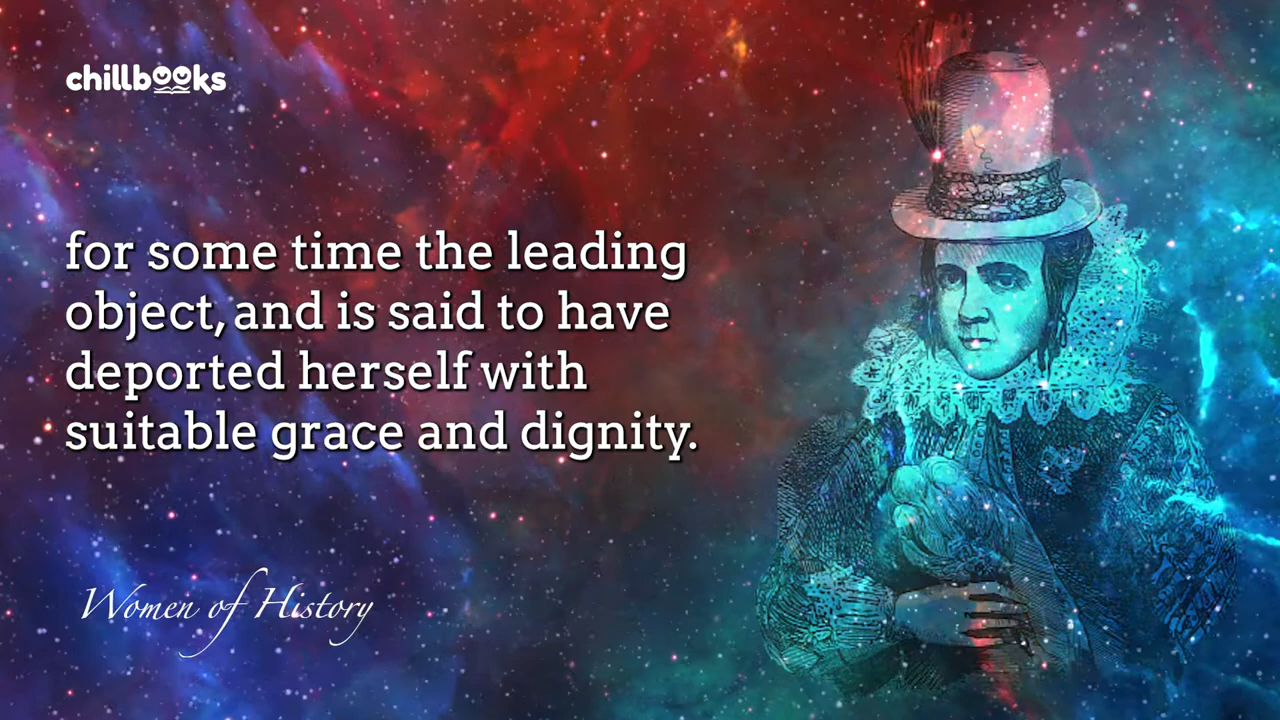 chillbooks
for some time the leading
object, and is said to have
deported herself with
suitable grace and dignity.
Women of History